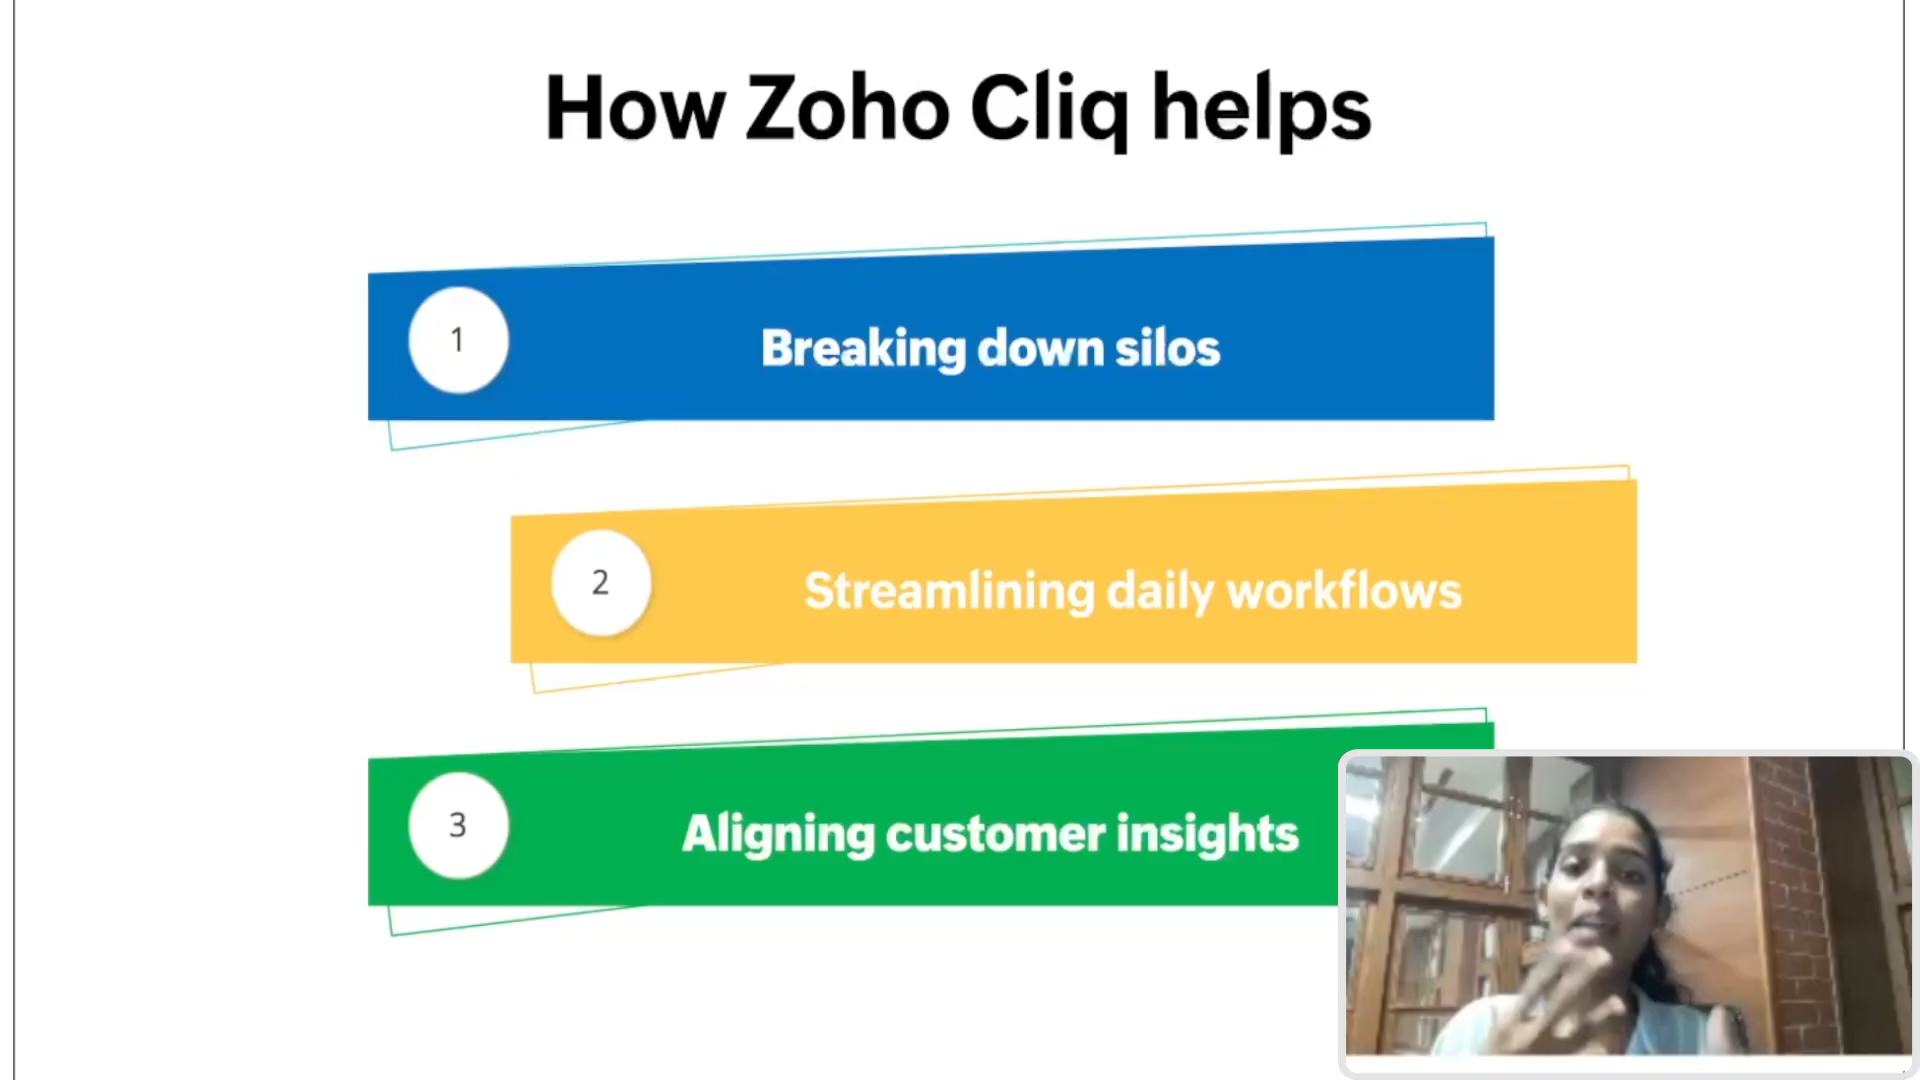 How Zoho Cliq helps
1
Breaking down silos
2
Streamlining daily workflows
3
Aligning customer insights